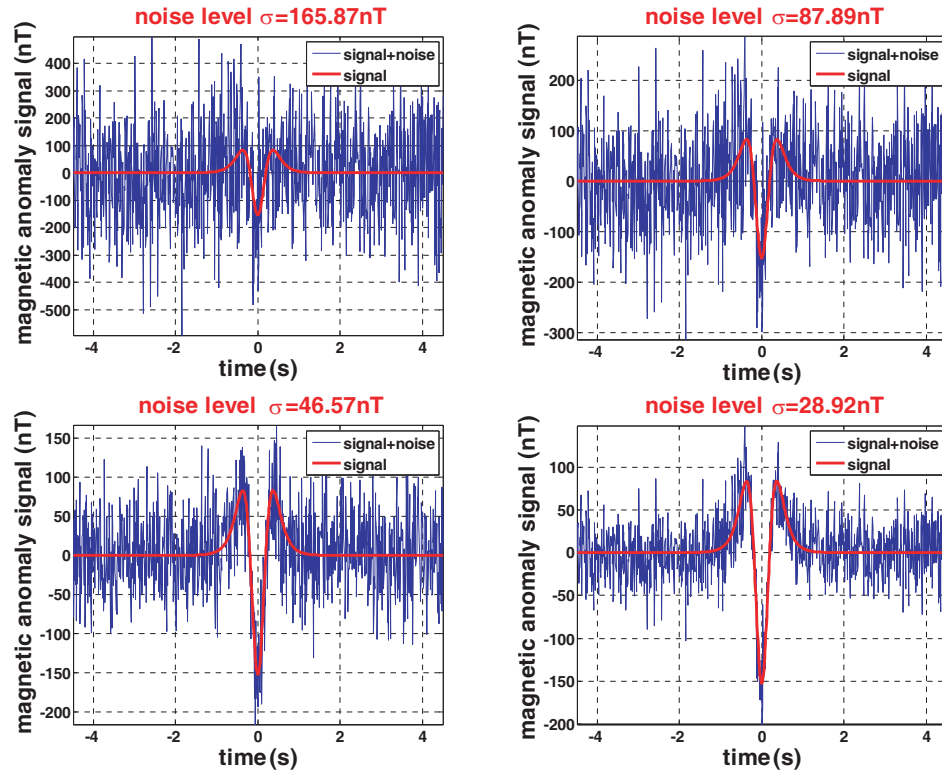 noise level σ=165.87nT
magnetic anomaly signal (nT)
400
300
200
100
0
-100
-200
-300
-400
-500
signal+noise
signal
-4
-2
0
2
4
time(s)
noise level σ=87.89nT
magnetic anomaly signal (nT)
200
100
0
-100
-200
-300
signal+noise
signal
-4
-2
0
2
4
time(s)
noise level σ=46.57nT
magnetic anomaly signal (nT)
150
100
50
0
-50
-100
-150
-200
signal+noise
signal
-4
-2
0
2
4
time(s)
noise level σ=28.92nT
magnetic anomaly signal (nT)
100
50
0
-50
-100
-150
-200
signal+noise
signal
-4
-2
0
2
4
time(s)